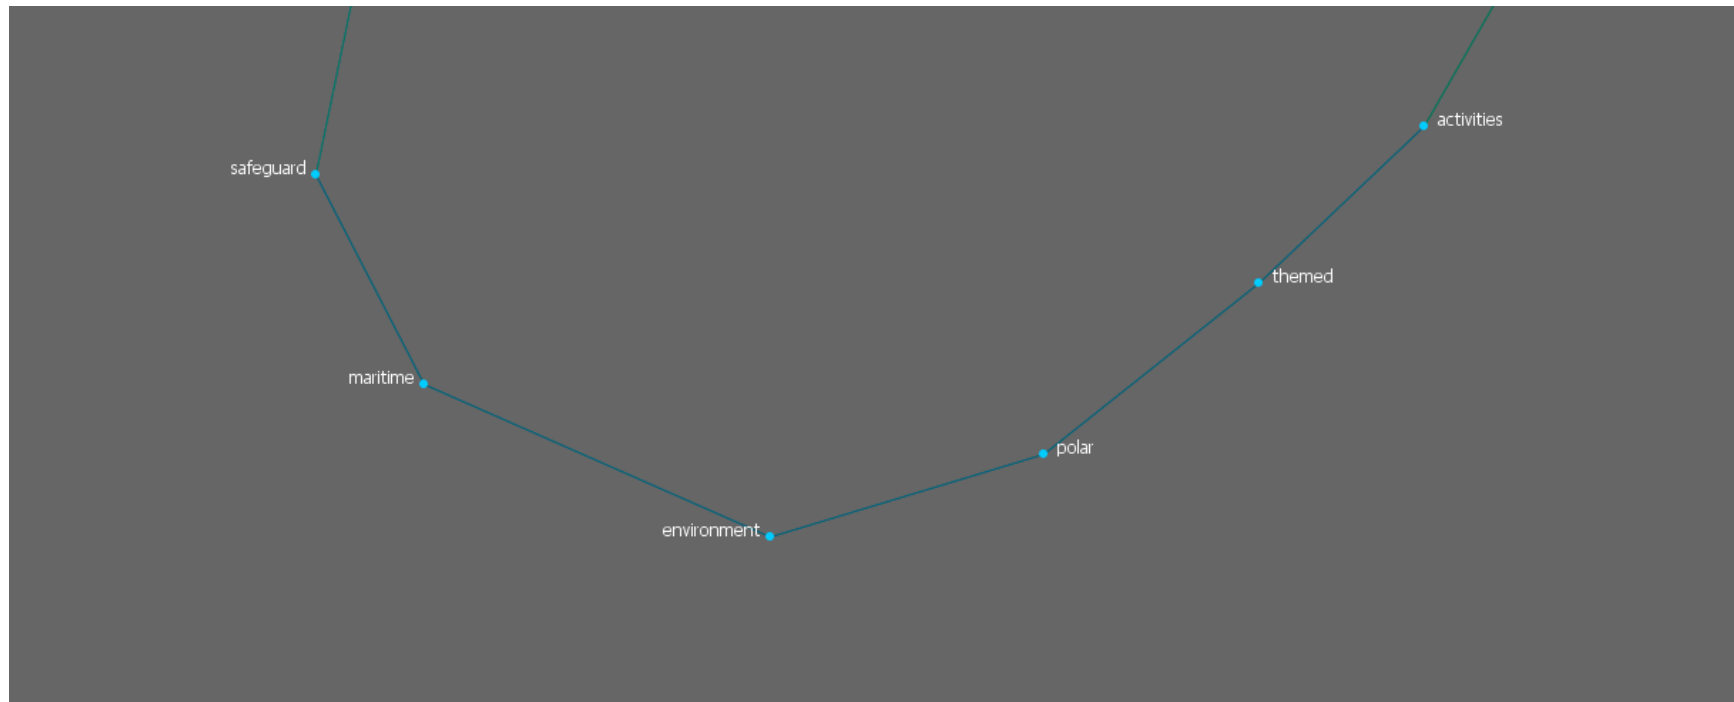 activities
safeguard
themed
maritime
polar
environment